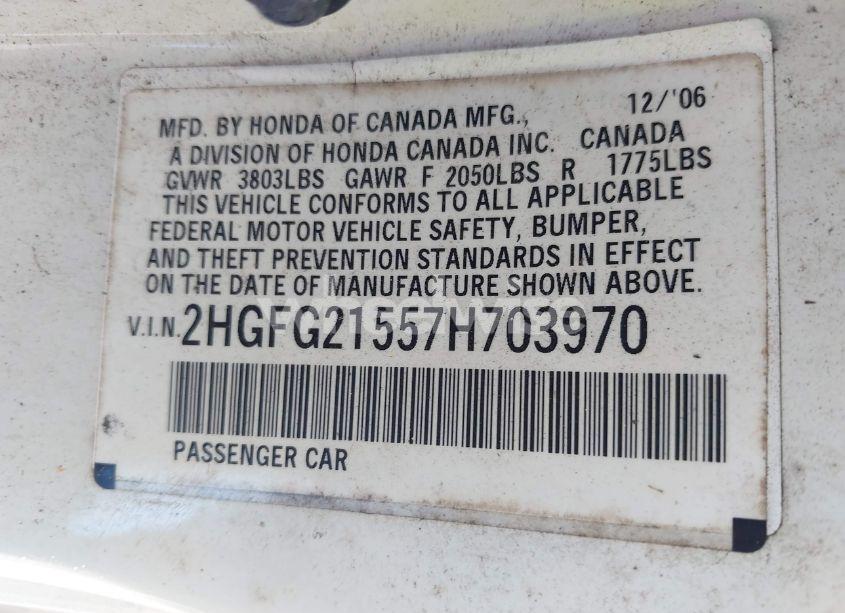 12/'06
MFD. BY HONDA OF CANADA MFG.,
A DIVISION OF HONDA CANADA INC. CANADA
GVWR 3803LBS GAWR F 2050LBS R 1775LBS
THIS VEHICLE CONFORMS TO ALL APPLICABLE
FEDERAL MOTOR VEHICLE SAFETY, BUMPER,
AND THEFT PREVENTION STANDARDS IN EFFECT
ON THE DATE OF MANUFACTURE SHOWN ABOVE.
V.I.N. 2HGFG21557H703970
PASSENGER CAR